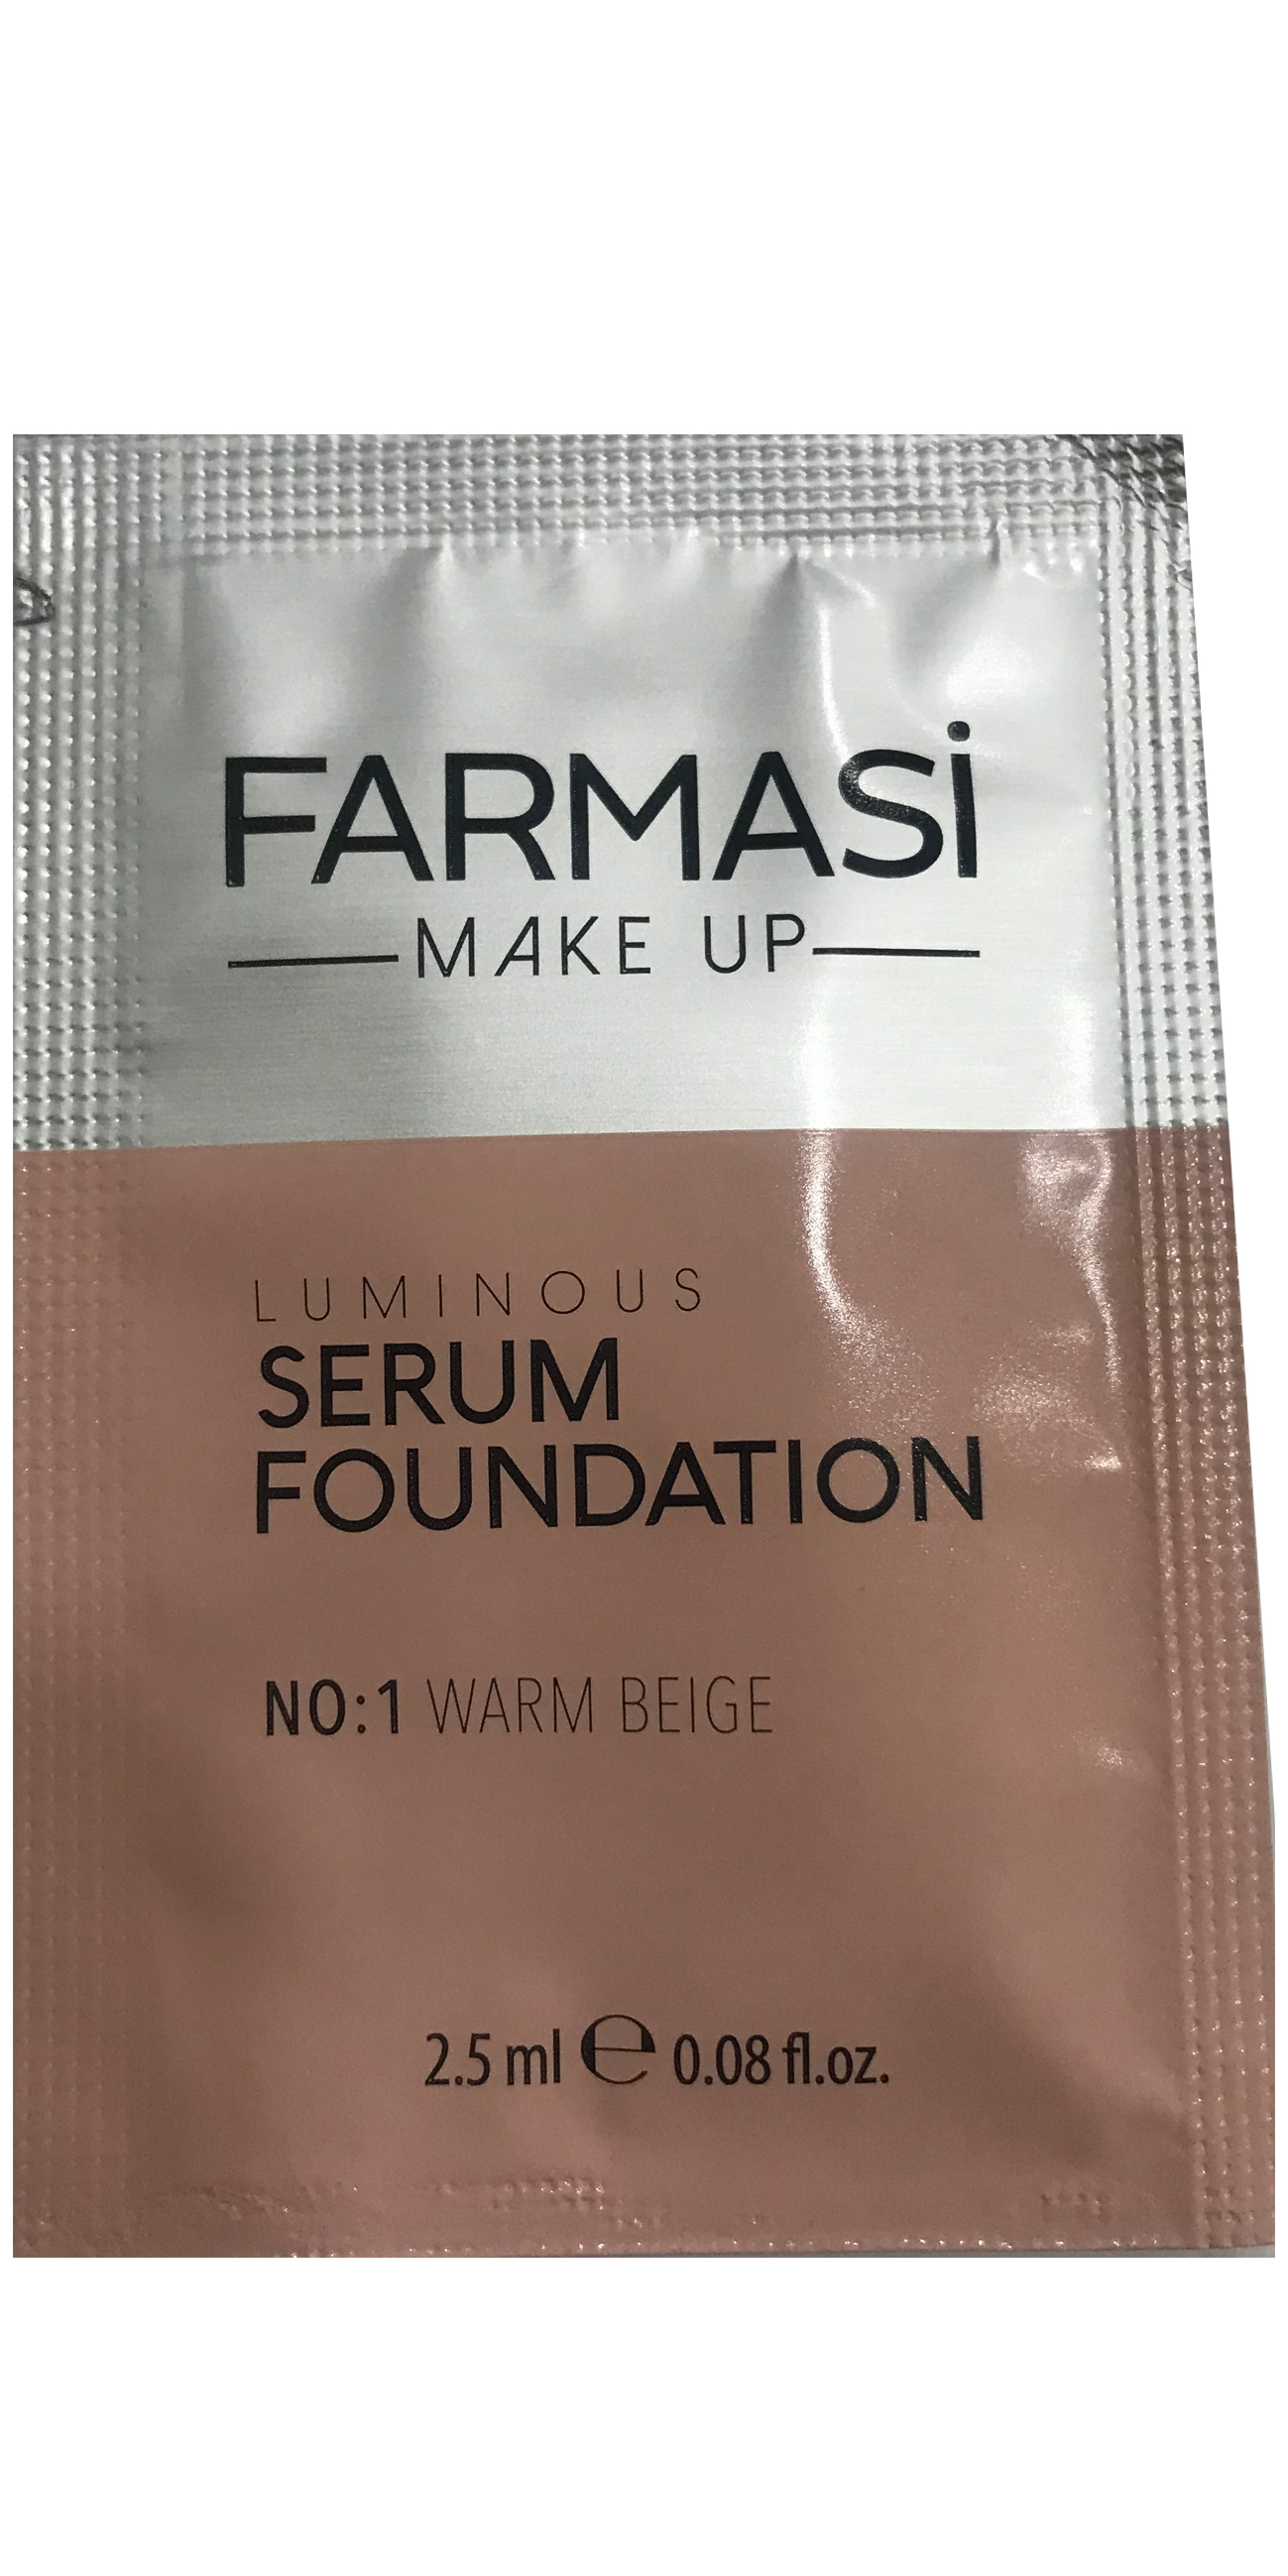 FARMASİ
MAKE UP
LUMINOUS
SERUM
FOUNDATION
NO:1 WARM BEIGE
2.5 ml ℮ 0.08 fl.oz.